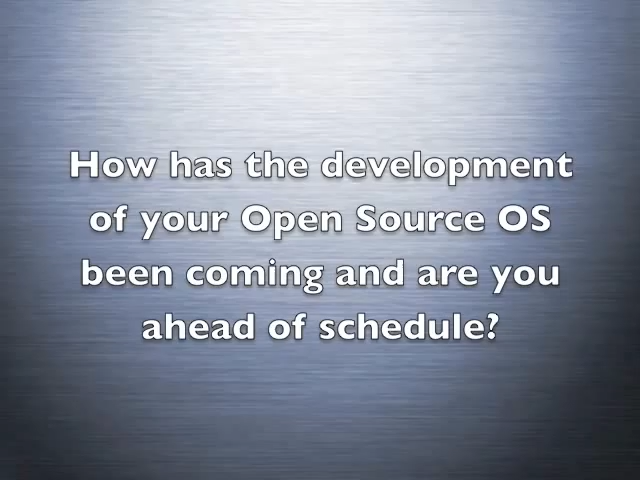 How has the development
of your Open Source OS
been coming and are you
ahead of schedule?